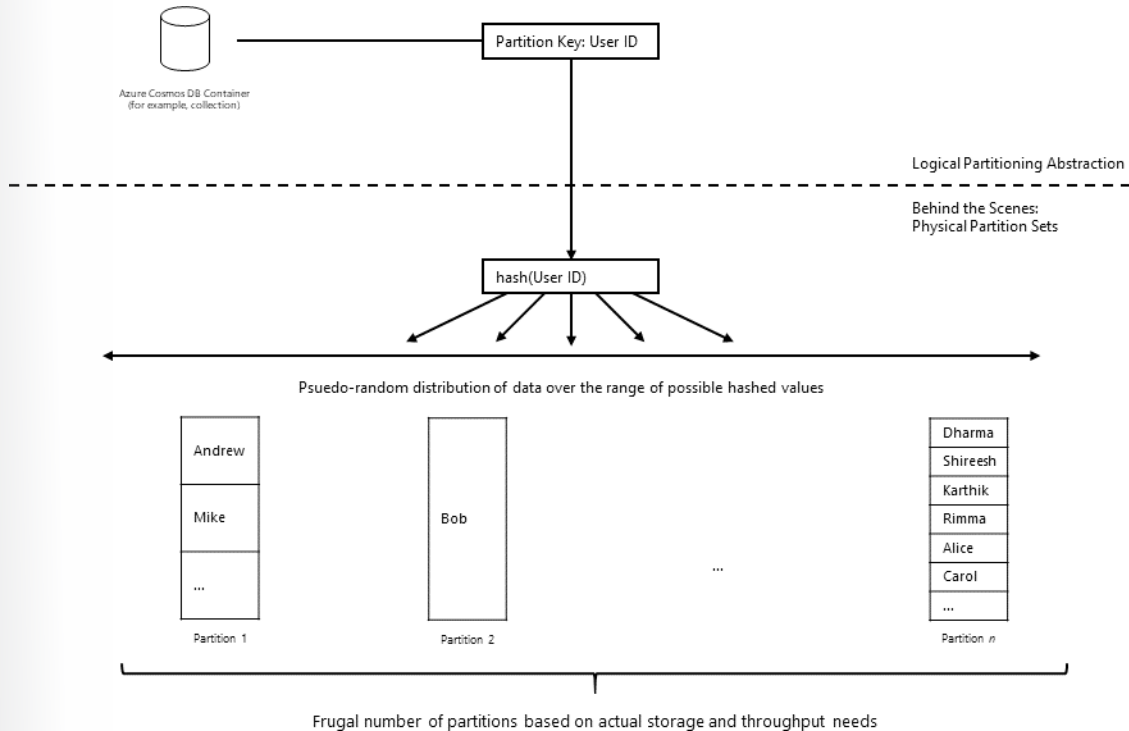 Partition Key: User ID
Azure Cosmos DB Container
(for example, collection)
Logical Partitioning Abstraction
Behind the Scenes:
Physical Partition Sets
hash(User ID)
Psuedo-random distribution of data over the range of possible hashed values
Andrew
Mike
...
Partition 1
Bob
Partition 2
...
Dharma
Shireesh
Karthik
Rimma
Alice
Carol
...
Partition n
Frugal number of partitions based on actual storage and throughput needs